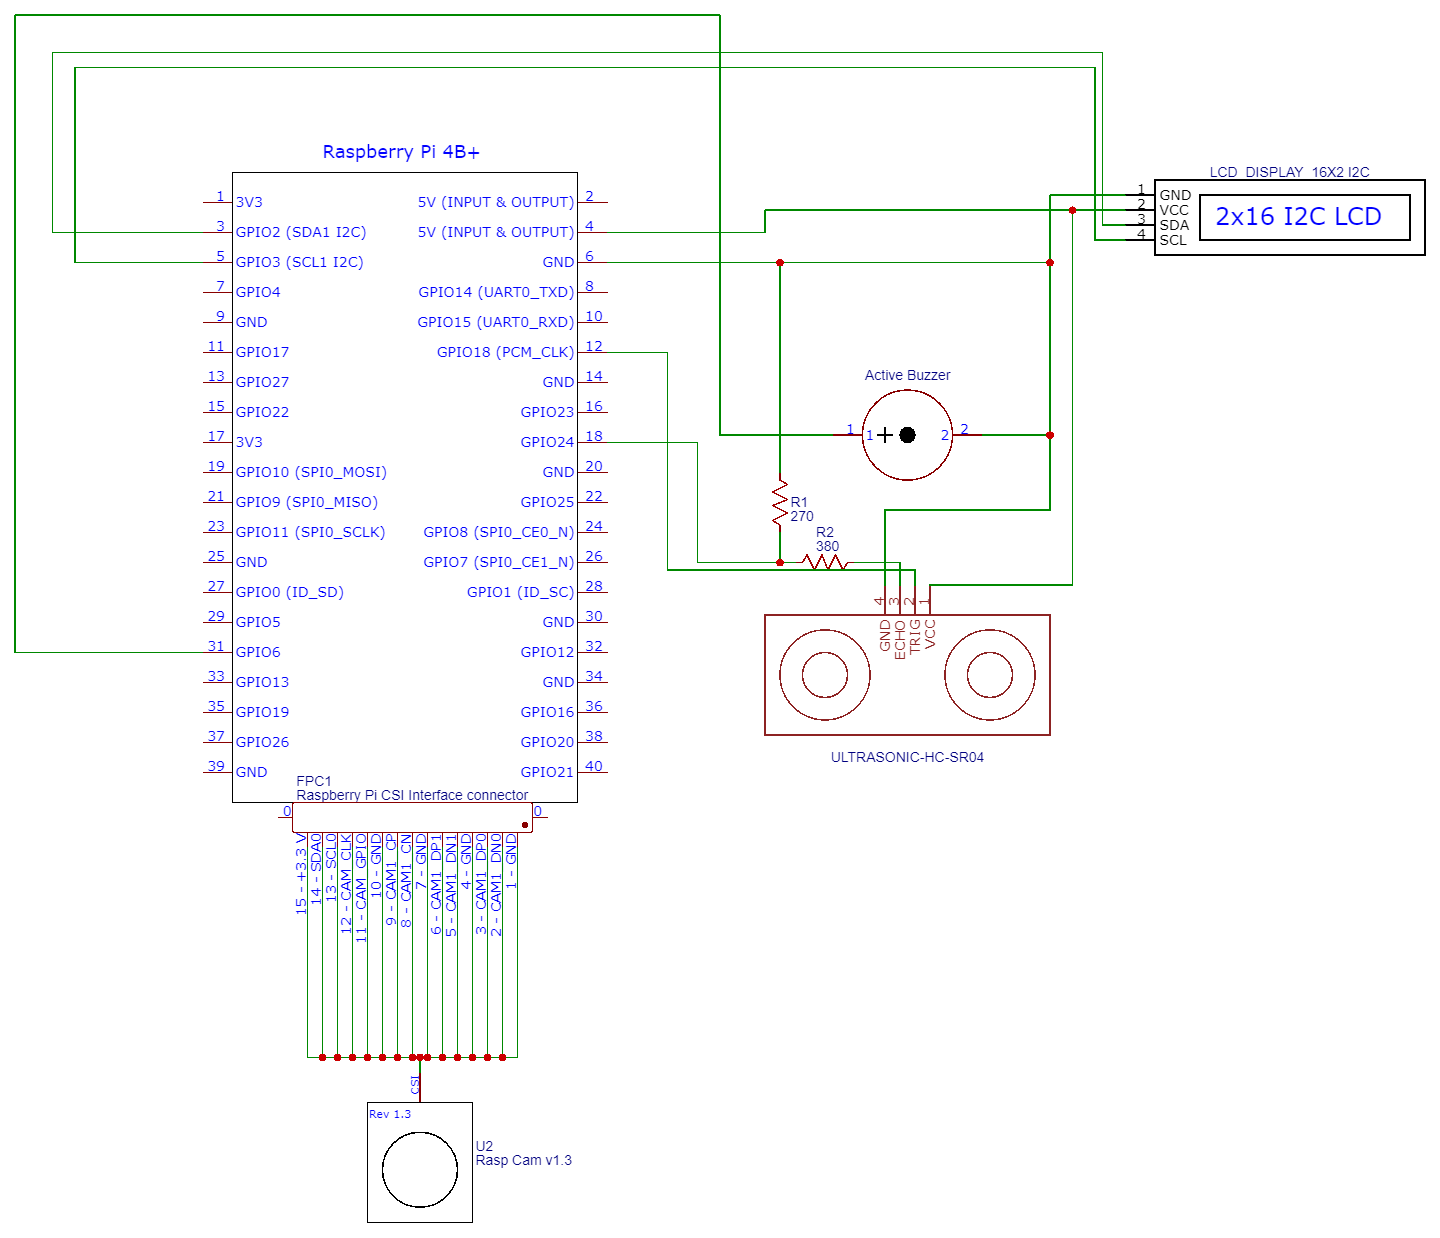 Raspberry Pi 4B+
1 3V3 5V (INPUT & OUTPUT) 2
3 GPIO2 (SDA1 I2C) 5V (INPUT & OUTPUT) 4
5 GPIO3 (SCL1 I2C) GND 6
7 GPIO4 GPIO14 (UART0_TXD) 8
9 GND GPIO15 (UART0_RXD) 10
11 GPIO17 GPIO18 (PCM_CLK) 12
13 GPIO27 GND 14
15 GPIO22 GPIO23 16
17 3V3 GPIO24 18
19 GPIO10 (SPI0_MOSI) GND 20
21 GPIO9 (SPI0_MISO) GPIO25 22
23 GPIO11 (SPI0_SCLK) GPIO8 (SPI0_CE0_N) 24
25 GND GPIO7 (SPI0_CE1_N) 26
27 GPIO0 (ID_SD) GPIO1 (ID_SC) 28
29 GPIO5 GND 30
31 GPIO6 GPIO12 32
33 GPIO13 GND 34
35 GPIO19 GPIO16 36
37 GPIO26 GPIO20 38
39 GND GPIO21 40
FPC1
Raspberry Pi CSI Interface connector
0 0
15 - +3.3 V
14 - SDA0
13 - SCL0
12 - CAM_CLK
11 - CAM_GPIO
10 - GND
9 - CAM1_CP
8 - CAM1_CN
7 - GND
6 - CAM1_DP1
5 - CAM1_DN1
4 - GND
3 - CAM1_DP0
2 - CAM1_DN0
1 - GND
CSI
Rev 1.3
U2
Rasp Cam v1.3
LCD_DISPLAY_16X2 I2C
1 GND
2 VCC
3 SDA
4 SCL
2x16 I2C LCD
Active Buzzer
1 1 + 2 2
R1
270
R2
380
4 3 2 1
GND
ECHO
TRIG
VCC
ULTRASONIC-HC-SR04